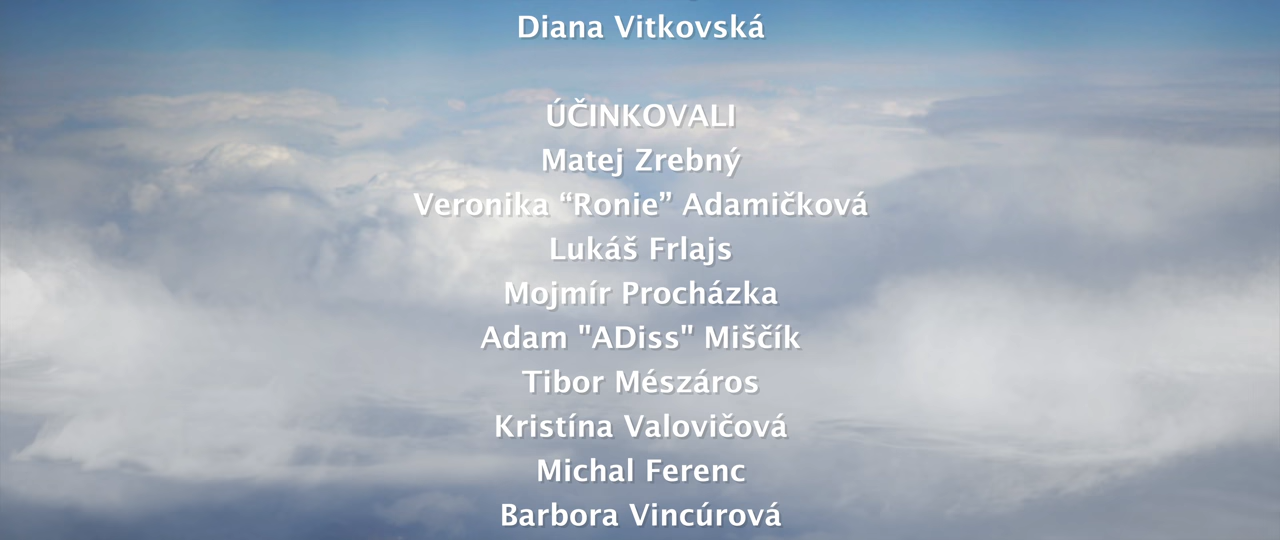 Diana Vitkovská
ÚČINKOVALI
Matej Zrebný
Veronika “Ronie” Adamičková
Lukáš Frlajs
Mojmír Procházka
Adam "ADiss" Miščík
Tibor Mészáros
Kristína Valovičová
Michal Ferenc
Barbora Vincúrová